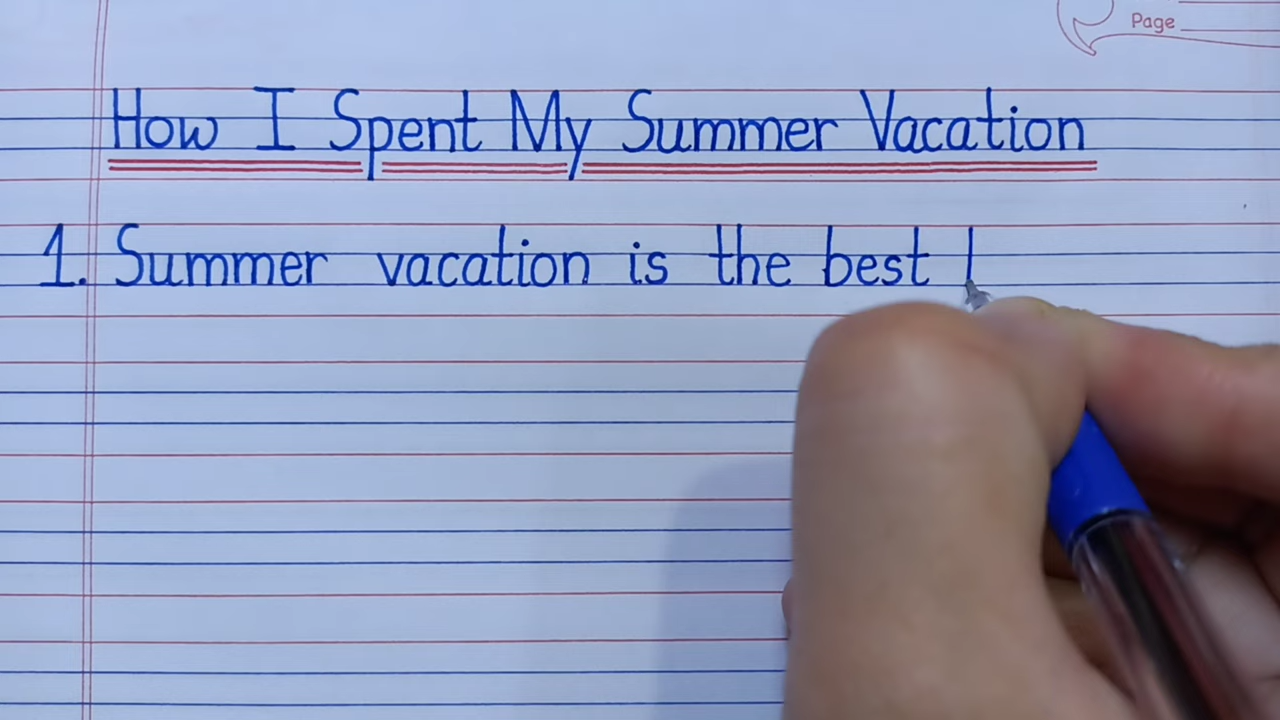 Page
How I Spent My Summer Vacation
1. Summer vacation is the best